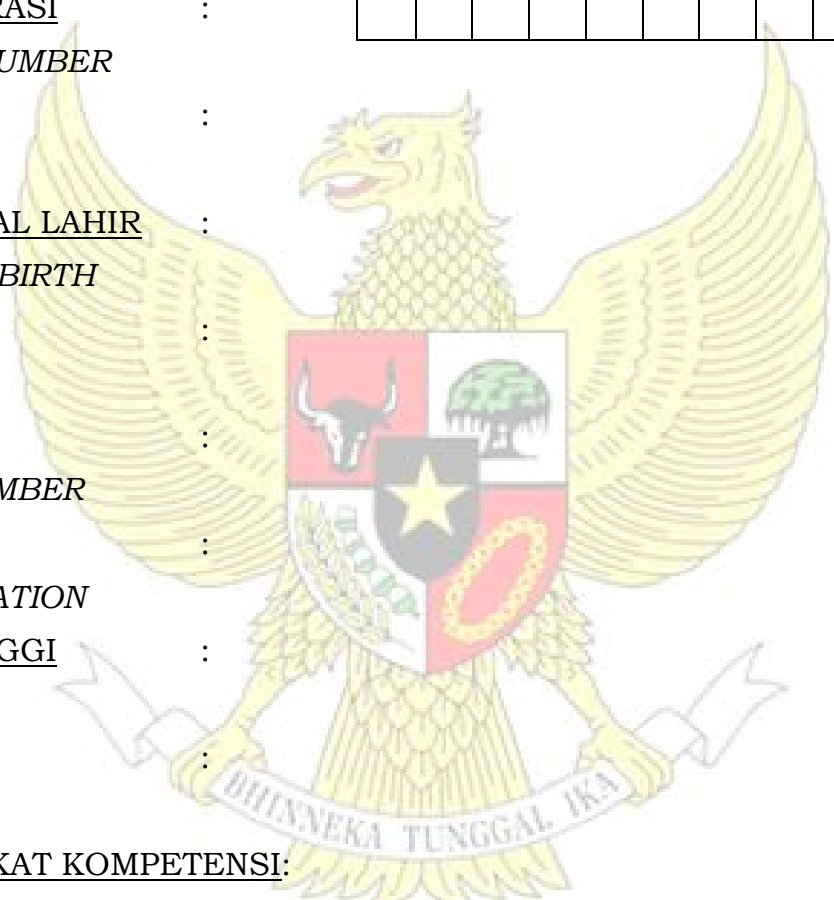 RASI :
UMBER
:
AL LAHIR :
BIRTH
:
:
MBER
:
ATION
GGI :
:
BHINNEKA TUNGGAL IKA
KAT KOMPETENSI: